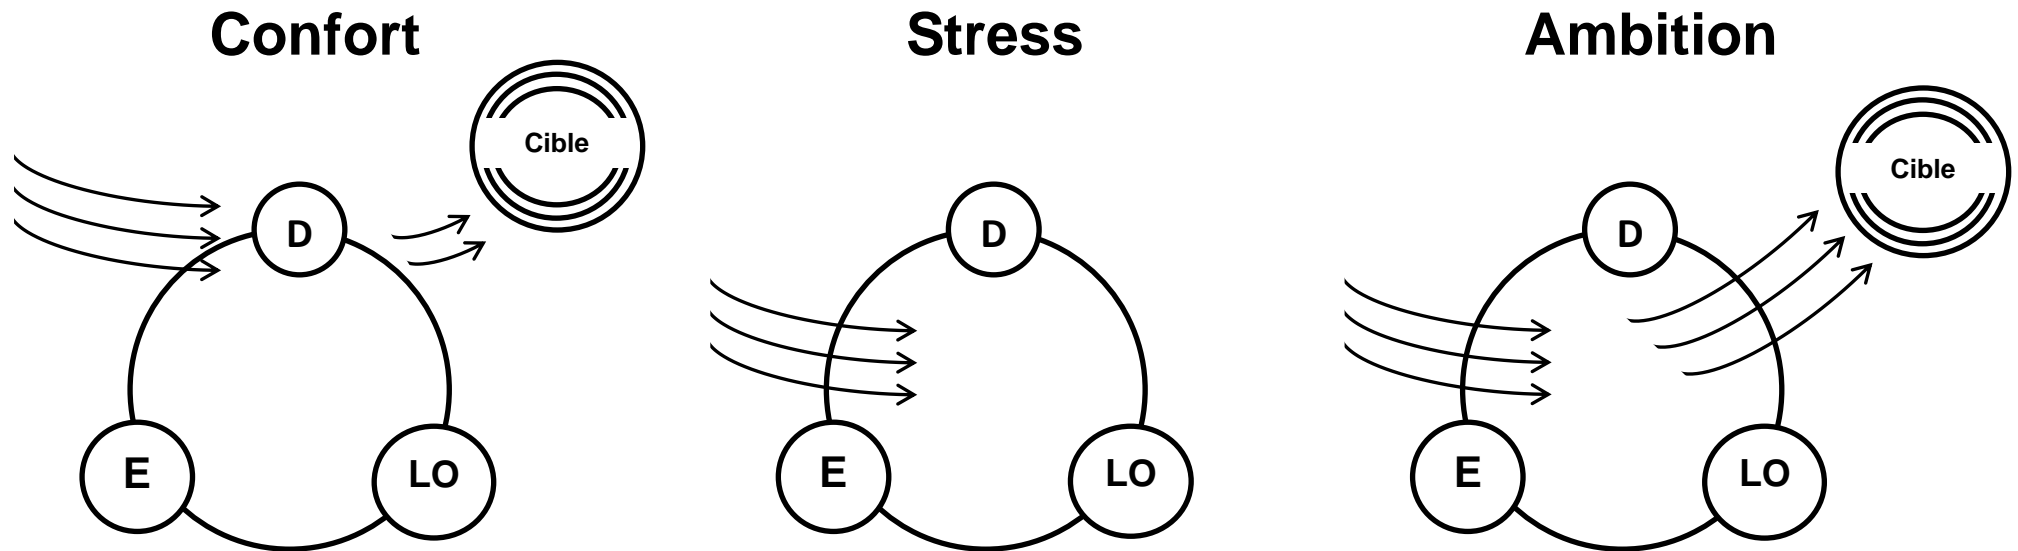 Confort
Stress
Ambition
Cible
Cible
D
D
D
E
LO
E
LO
E
LO